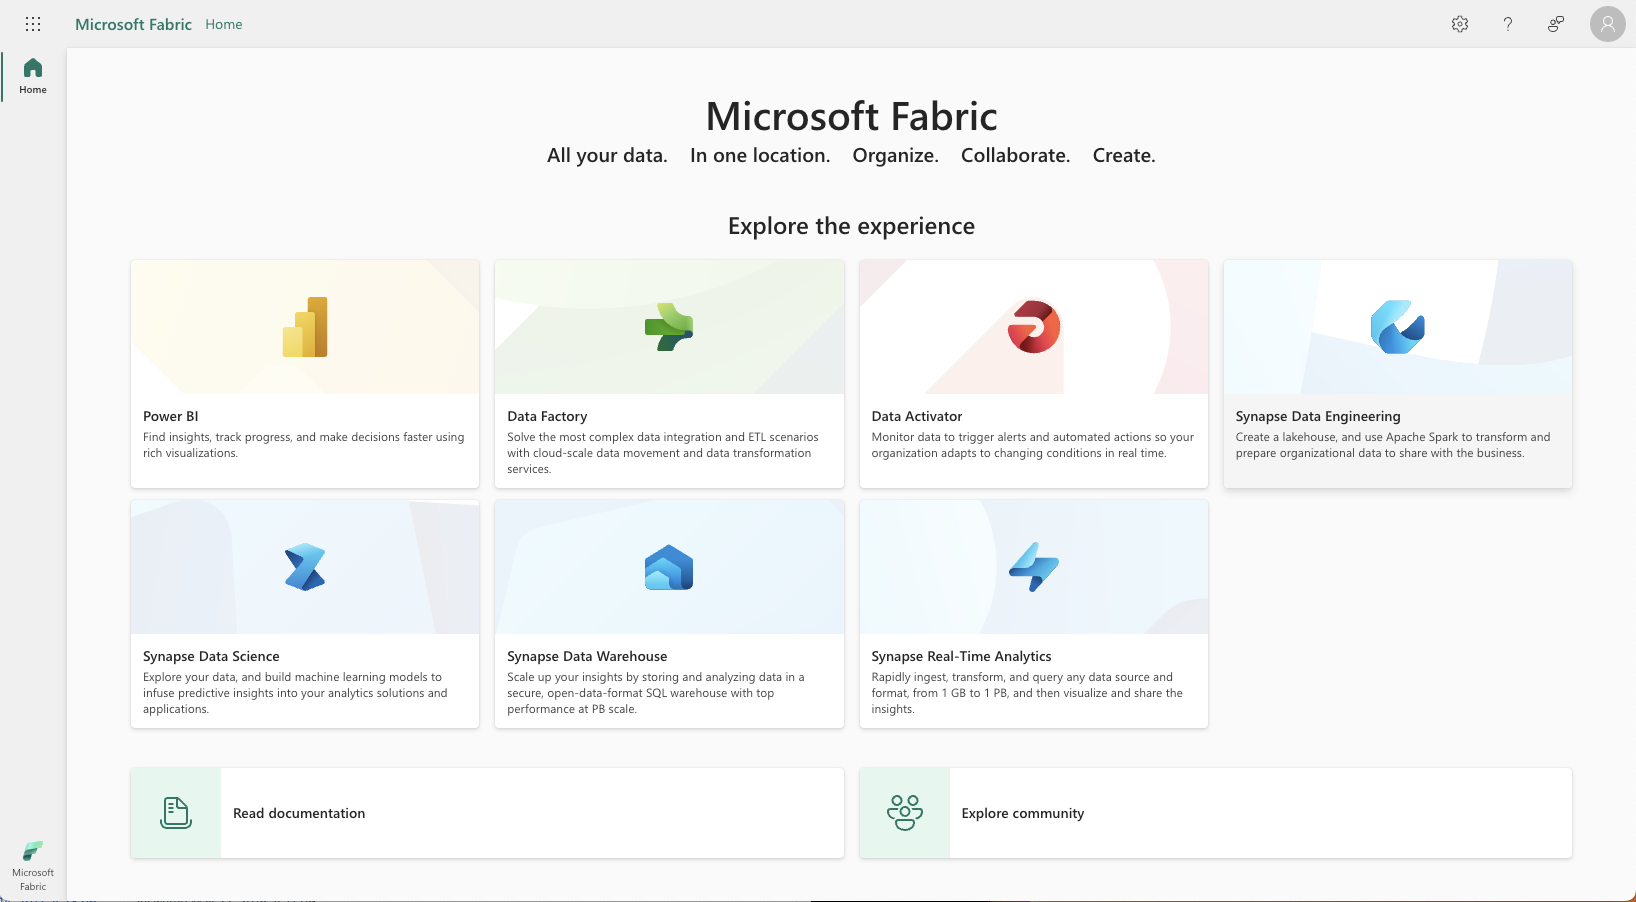 Microsoft Fabric Home
Home
Microsoft Fabric
All your data. In one location. Organize. Collaborate. Create.
Explore the experience
Power BI
Find insights, track progress, and make decisions faster using
rich visualizations.
Data Factory
Solve the most complex data integration and ETL scenarios
with cloud-scale data movement and data transformation
services.
Data Activator
Monitor data to trigger alerts and automated actions so your
organization adapts to changing conditions in real time.
Synapse Data Engineering
Create a lakehouse, and use Apache Spark to transform and
prepare organizational data to share with the business.
Synapse Data Science
Explore your data, and build machine learning models to
infuse predictive insights into your analytics solutions and
applications.
Synapse Data Warehouse
Scale up your insights by storing and analyzing data in a
secure, open-data-format SQL warehouse with top
performance at PB scale.
Synapse Real-Time Analytics
Rapidly ingest, transform, and query any data source and
format, from 1 GB to 1 PB, and then visualize and share the
insights.
Read documentation
Explore community
Microsoft
Fabric